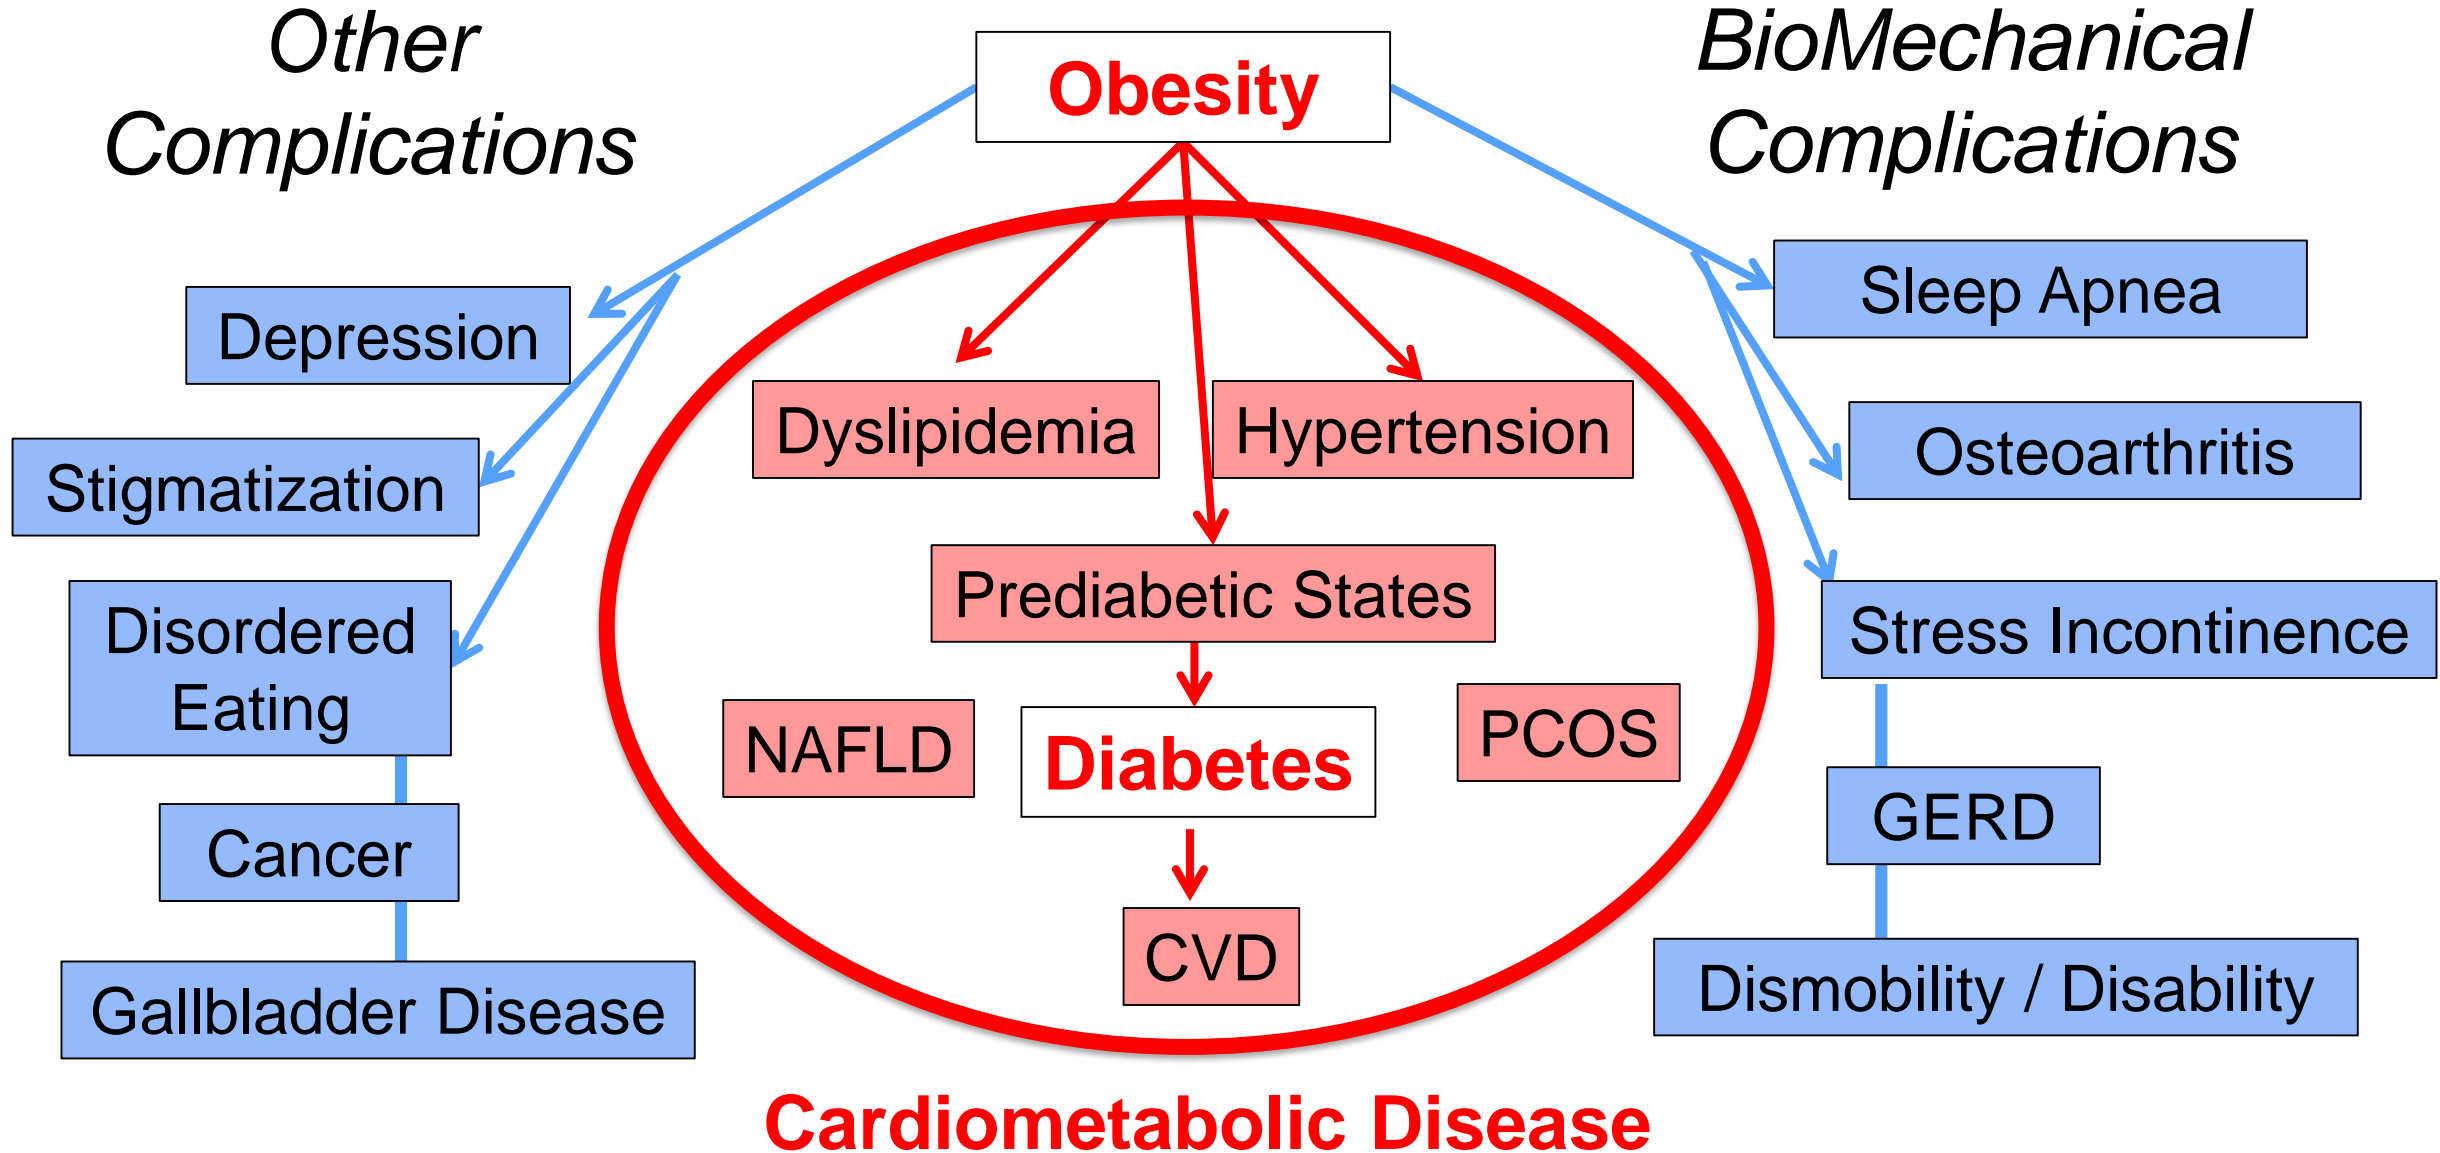 Other
Complications
Obesity
BioMechanical
Complications
Depression
Stigmatization
Disordered
Eating
Cancer
Gallbladder Disease
Dyslipidemia
Hypertension
Prediabetic States
NAFLD
Diabetes
PCOS
CVD
Sleep Apnea
Osteoarthritis
Stress Incontinence
GERD
Dismobility / Disability
Cardiometabolic Disease